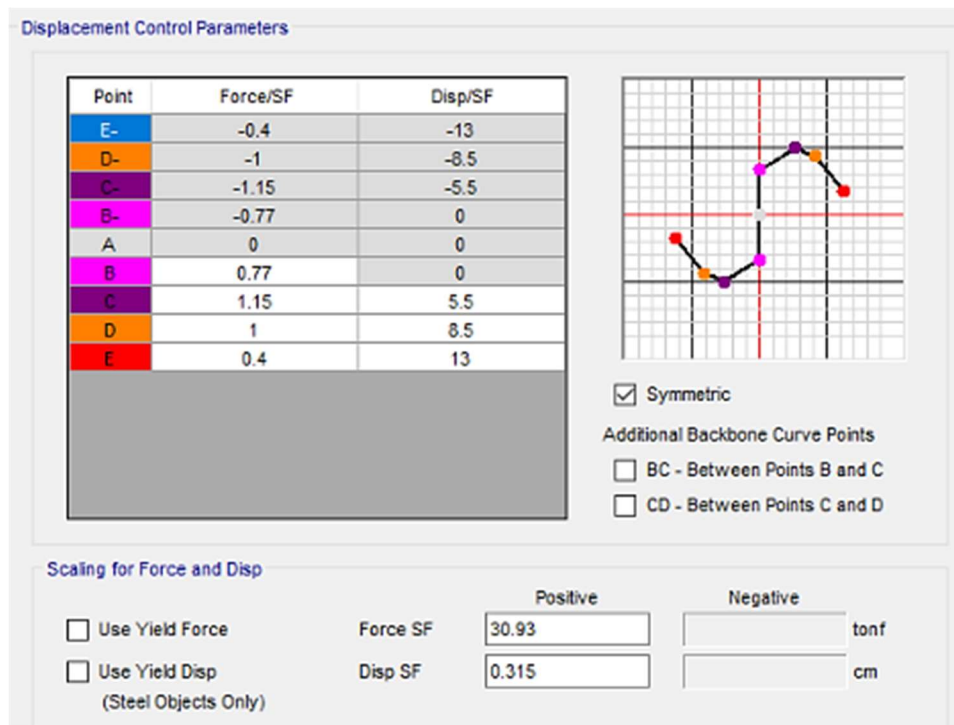 Displacement Control Parameters
Point Force/SF Disp/SF
E- -0.4 -13
D- -1 -8.5
C- -1.15 -5.5
B- -0.77 0
A 0 0
B 0.77 0
C 1.15 5.5
D 1 8.5
E 0.4 13
Symmetric
Additional Backbone Curve Points
BC - Between Points B and C
CD - Between Points C and D
Scaling for Force and Disp
Positive Negative
Use Yield Force Force SF 30.93 tonf
Use Yield Disp Disp SF 0.315 cm
(Steel Objects Only)